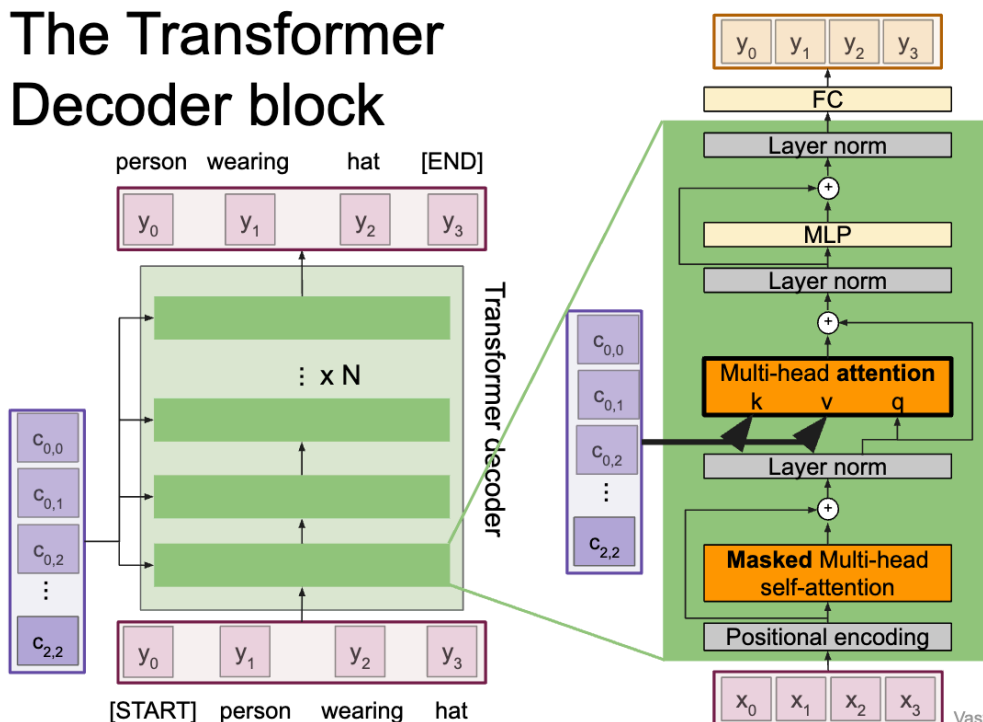 The Transformer
Decoder block
person wearing hat [END]
y0 y1 y2 y3
Transformer decoder
⋮ x N
c0,0
c0,1
c0,2
⋮
c2,2
y0 y1 y2 y3
[START] person wearing hat
y0 y1 y2 y3
FC
Layer norm
+
MLP
Layer norm
+
Multi-head attention
k v q
c0,0
c0,1
c0,2
⋮
c2,2
Layer norm
+
Masked Multi-head
self-attention
Positional encoding
x0 x1 x2 x3
Vas